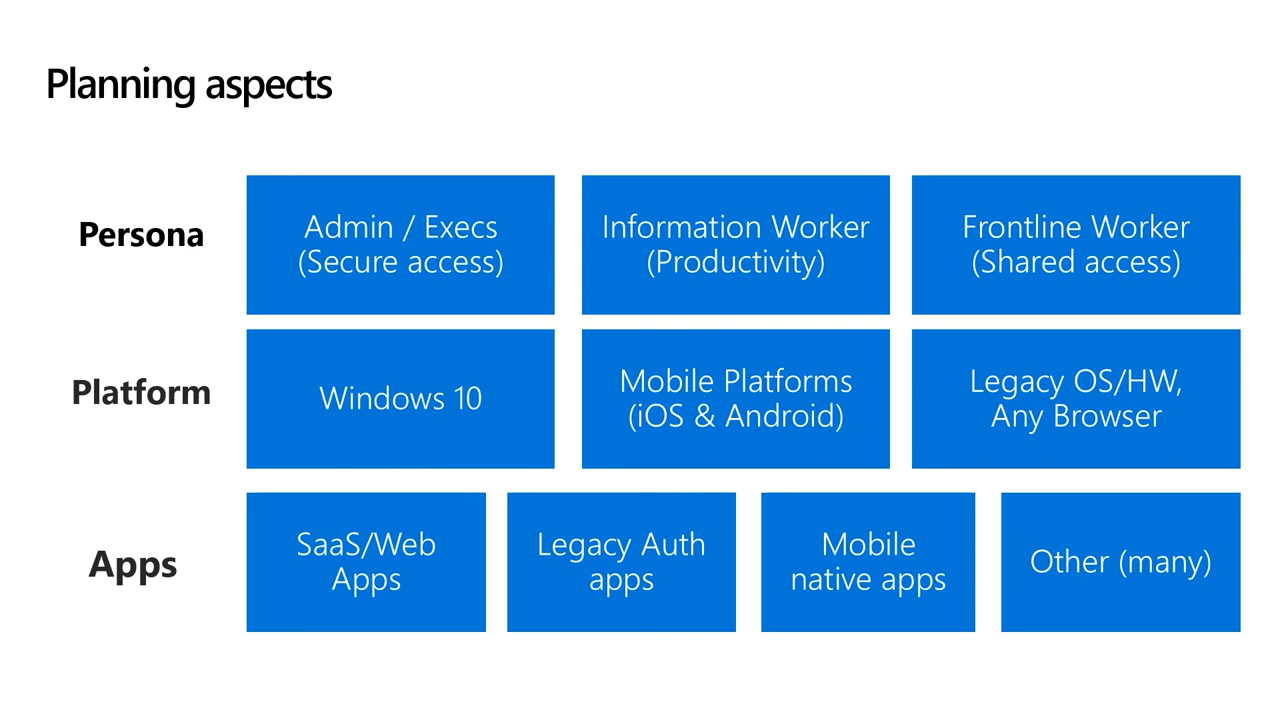 Planning aspects
Persona
Admin / Execs
(Secure access)
Information Worker
(Productivity)
Frontline Worker
(Shared access)
Platform
Windows 10
Mobile Platforms
(iOS & Android)
Legacy OS/HW,
Any Browser
Apps
SaaS/Web
Apps
Legacy Auth
apps
Mobile
native apps
Other (many)